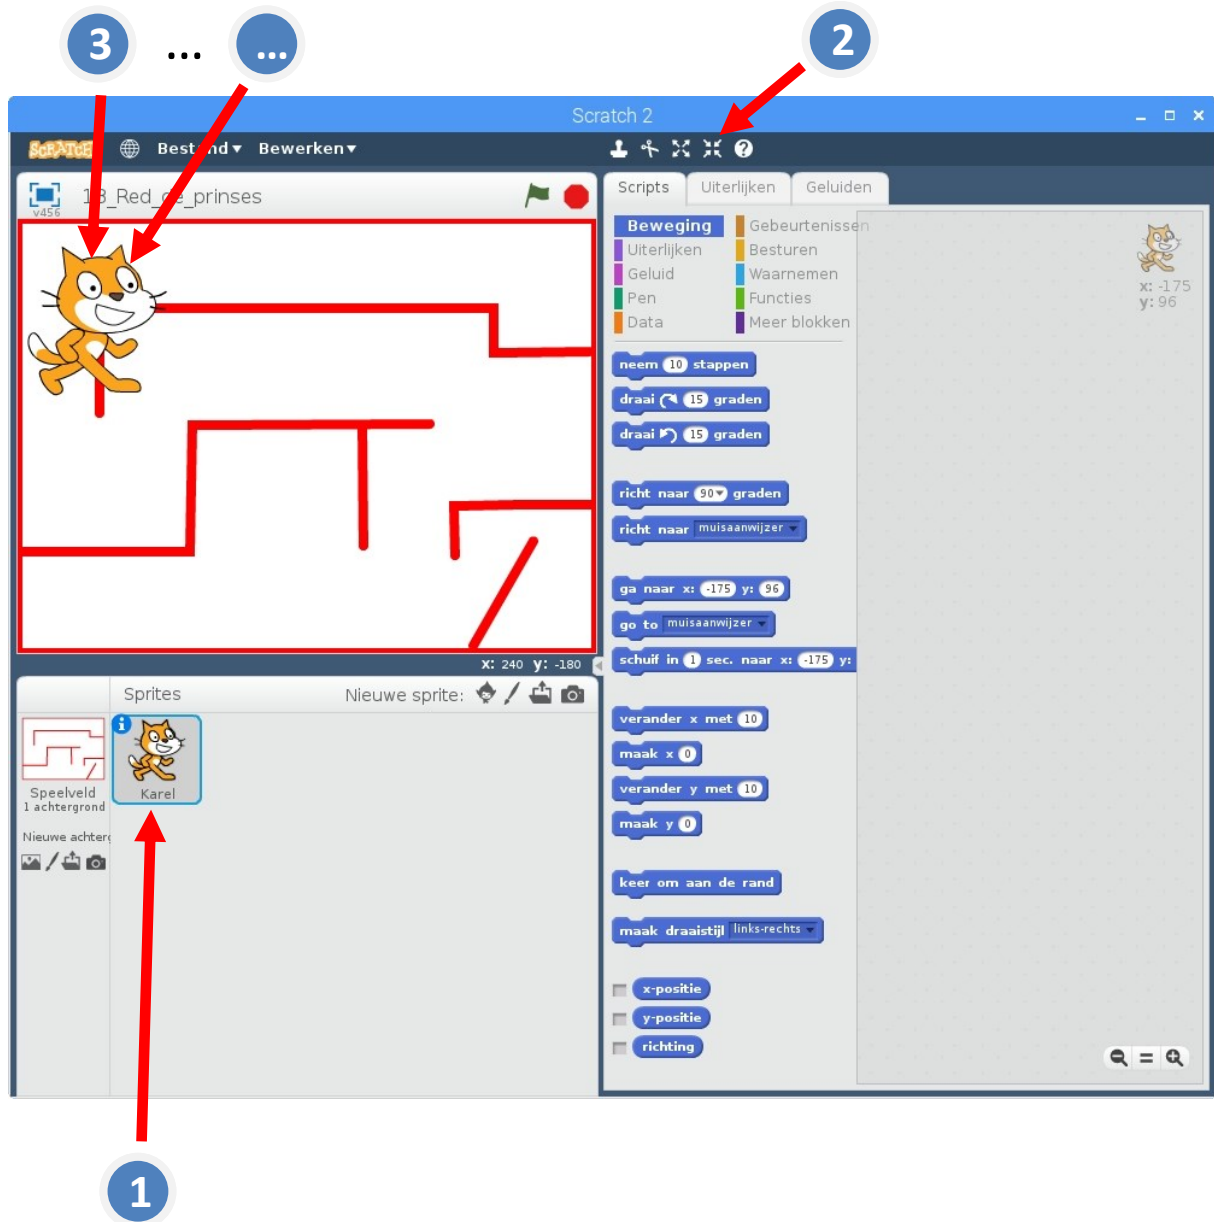 3 ... ... 2
Scratch 2
SCRATCH Bestand Bewerken
v456
13_Red_de_prinses
Scripts Uiterlijken Geluiden
Beweging Gebeurtenissen
Uiterlijken Besturen
Geluid Waarnemen
Pen Functies
Data Meer blokken
x: -175
y: 96
neem 10 stappen
draai 15 graden
draai 15 graden
richt naar 90 graden
richt naar muisaanwijzer
ga naar x: -175 y: 96
go to muisaanwijzer
schuif in 1 sec. naar x: -175 y:
verander x met 10
maak x 0
verander y met 10
maak y 0
keer om aan de rand
maak draaistijl links-rechts
x-positie
y-positie
richting
x: 240 y: -180
Sprites Nieuwe sprite:
Speelveld
1 achtergrond
Karel
Nieuwe achterg
1